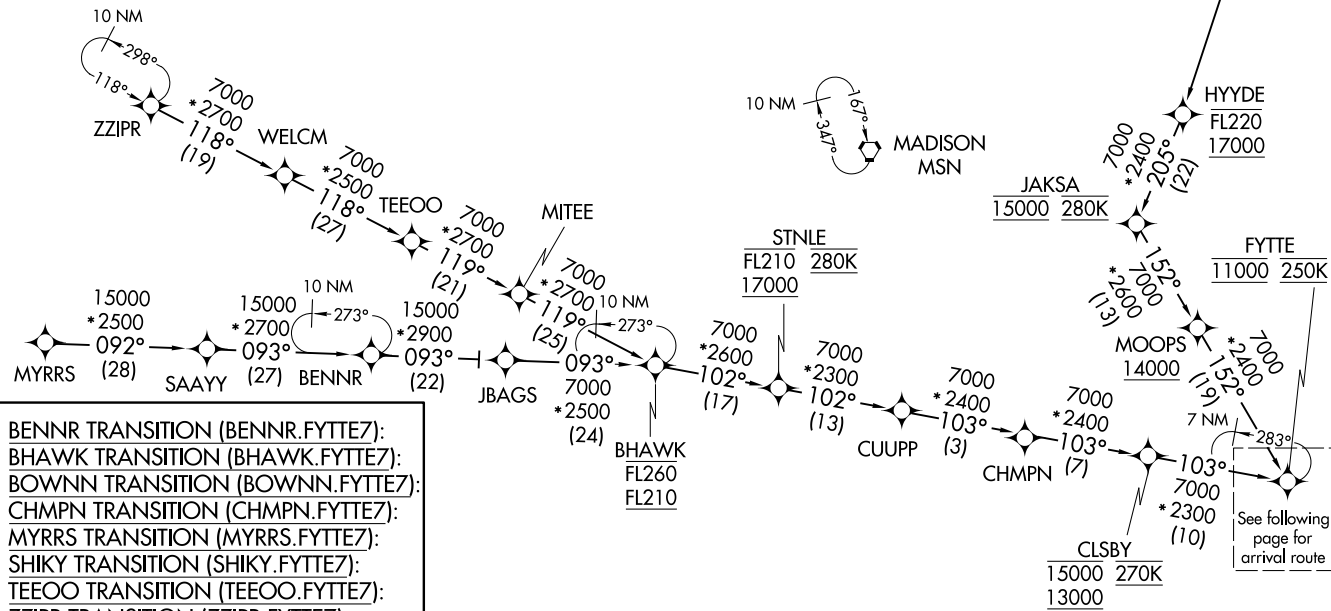 10 NM
298°
118°
ZZIPR
7000
*2700
118°
(19)
WELCM
7000
*2500
118°
(27)
TEEOO
7000
*2700
119°
(21)
MITEE
7000
*2700
119°
(25)
10 NM
167°
347°
MADISON
MSN
HYYDE
FL220
17000
7000
*2400
205°
(22)
JAKSA
15000 280K
152°
7000
*2600
(13)
MOOPS
14000
7000
*2400
152°
(19)
FYTTE
11000 250K
7 NM
283°
See following
page for
arrival route
MYRRS
15000
*2500
092°
(28)
SAAYY
15000
*2700
093°
(27)
10 NM
273°
BENNR
15000
*2900
093°
(22)
JBAGS
093°
7000
*2500
(24)
10 NM
273°
BHAWK
FL260
FL210
7000
*2600
102°
(17)
STNLE
FL210 280K
17000
7000
*2300
102°
(13)
CUUPP
7000
*2400
103°
(3)
CHMPN
7000
*2400
103°
(7)
CLSBY
15000 270K
13000
103°
7000
*2300
(10)
BENNR TRANSITION (BENNR.FYTTE7):
BHAWK TRANSITION (BHAWK.FYTTE7):
BOWNN TRANSITION (BOWNN.FYTTE7):
CHMPN TRANSITION (CHMPN.FYTTE7):
MYRRS TRANSITION (MYRRS.FYTTE7):
SHIKY TRANSITION (SHIKY.FYTTE7):
TEEOO TRANSITION (TEEOO.FYTTE7):
ZZIPR TRANSITION (ZZIPR.FYTTE7):